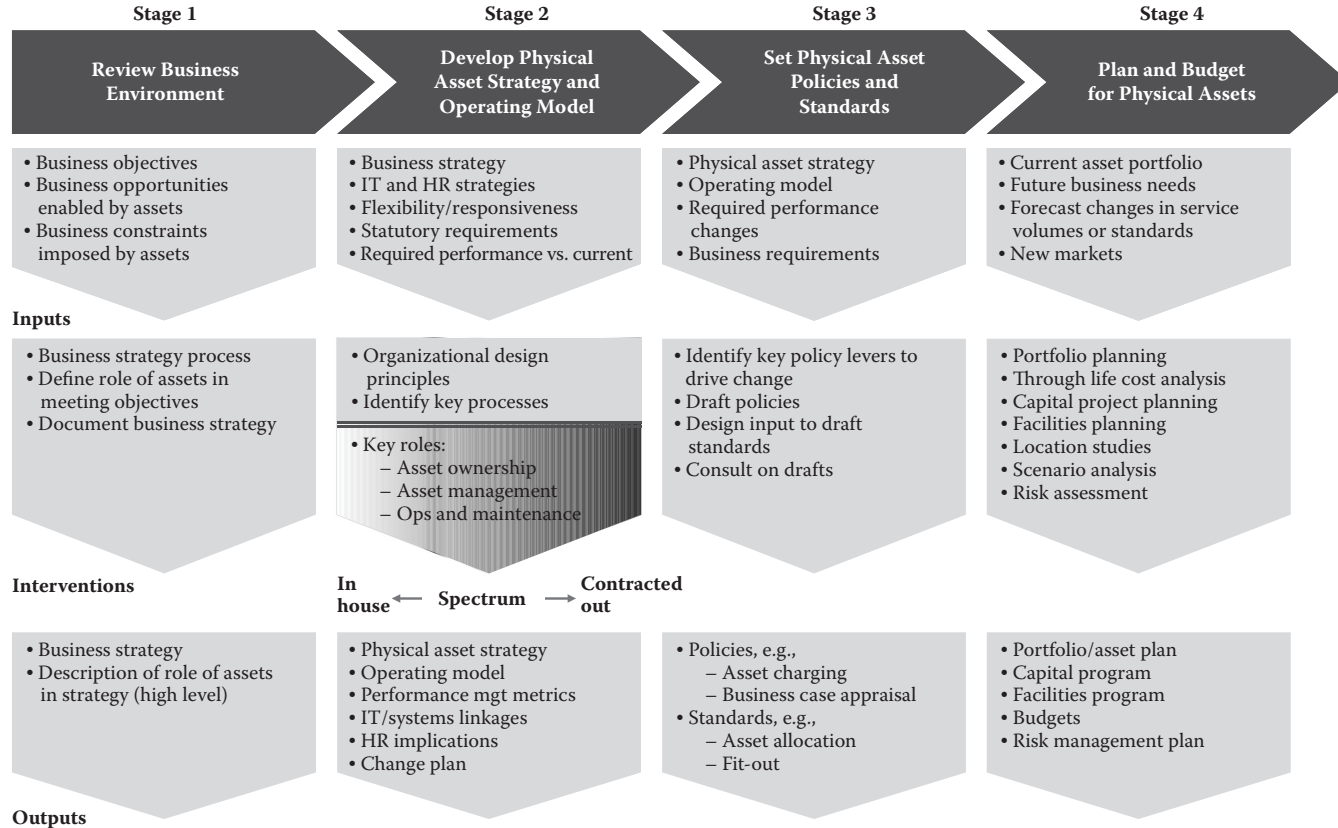 Stage 1
Stage 2
Stage 3
Stage 4
Review Business
Environment
Develop Physical
Asset Strategy and
Operating Model
Set Physical Asset
Policies and
Standards
Plan and Budget
for Physical Assets
• Business objectives
• Business opportunities
enabled by assets
• Business constraints
imposed by assets
• Business strategy
• IT and HR strategies
• Flexibility/responsiveness
• Statutory requirements
• Required performance vs. current
• Physical asset strategy
• Operating model
• Required performance
changes
• Business requirements
• Current asset portfolio
• Future business needs
• Forecast changes in service
volumes or standards
• New markets
Inputs
• Business strategy process
• Define role of assets in
meeting objectives
• Document business strategy
• Organizational design
principles
• Identify key processes
• Key roles:
– Asset ownership
– Asset management
– Ops and maintenance
• Identify key policy levers to
drive change
• Draft policies
• Design input to draft
standards
• Consult on drafts
• Portfolio planning
• Through life cost analysis
• Capital project planning
• Facilities planning
• Location studies
• Scenario analysis
• Risk assessment
Interventions
In
house
Spectrum
Contracted
out
• Business strategy
• Description of role of assets
in strategy (high level)
• Physical asset strategy
• Operating model
• Performance mgt metrics
• IT/systems linkages
• HR implications
• Change plan
• Policies, e.g.,
– Asset charging
– Business case appraisal
• Standards, e.g.,
– Asset allocation
– Fit-out
• Portfolio/asset plan
• Capital program
• Facilities program
• Budgets
• Risk management plan
Outputs